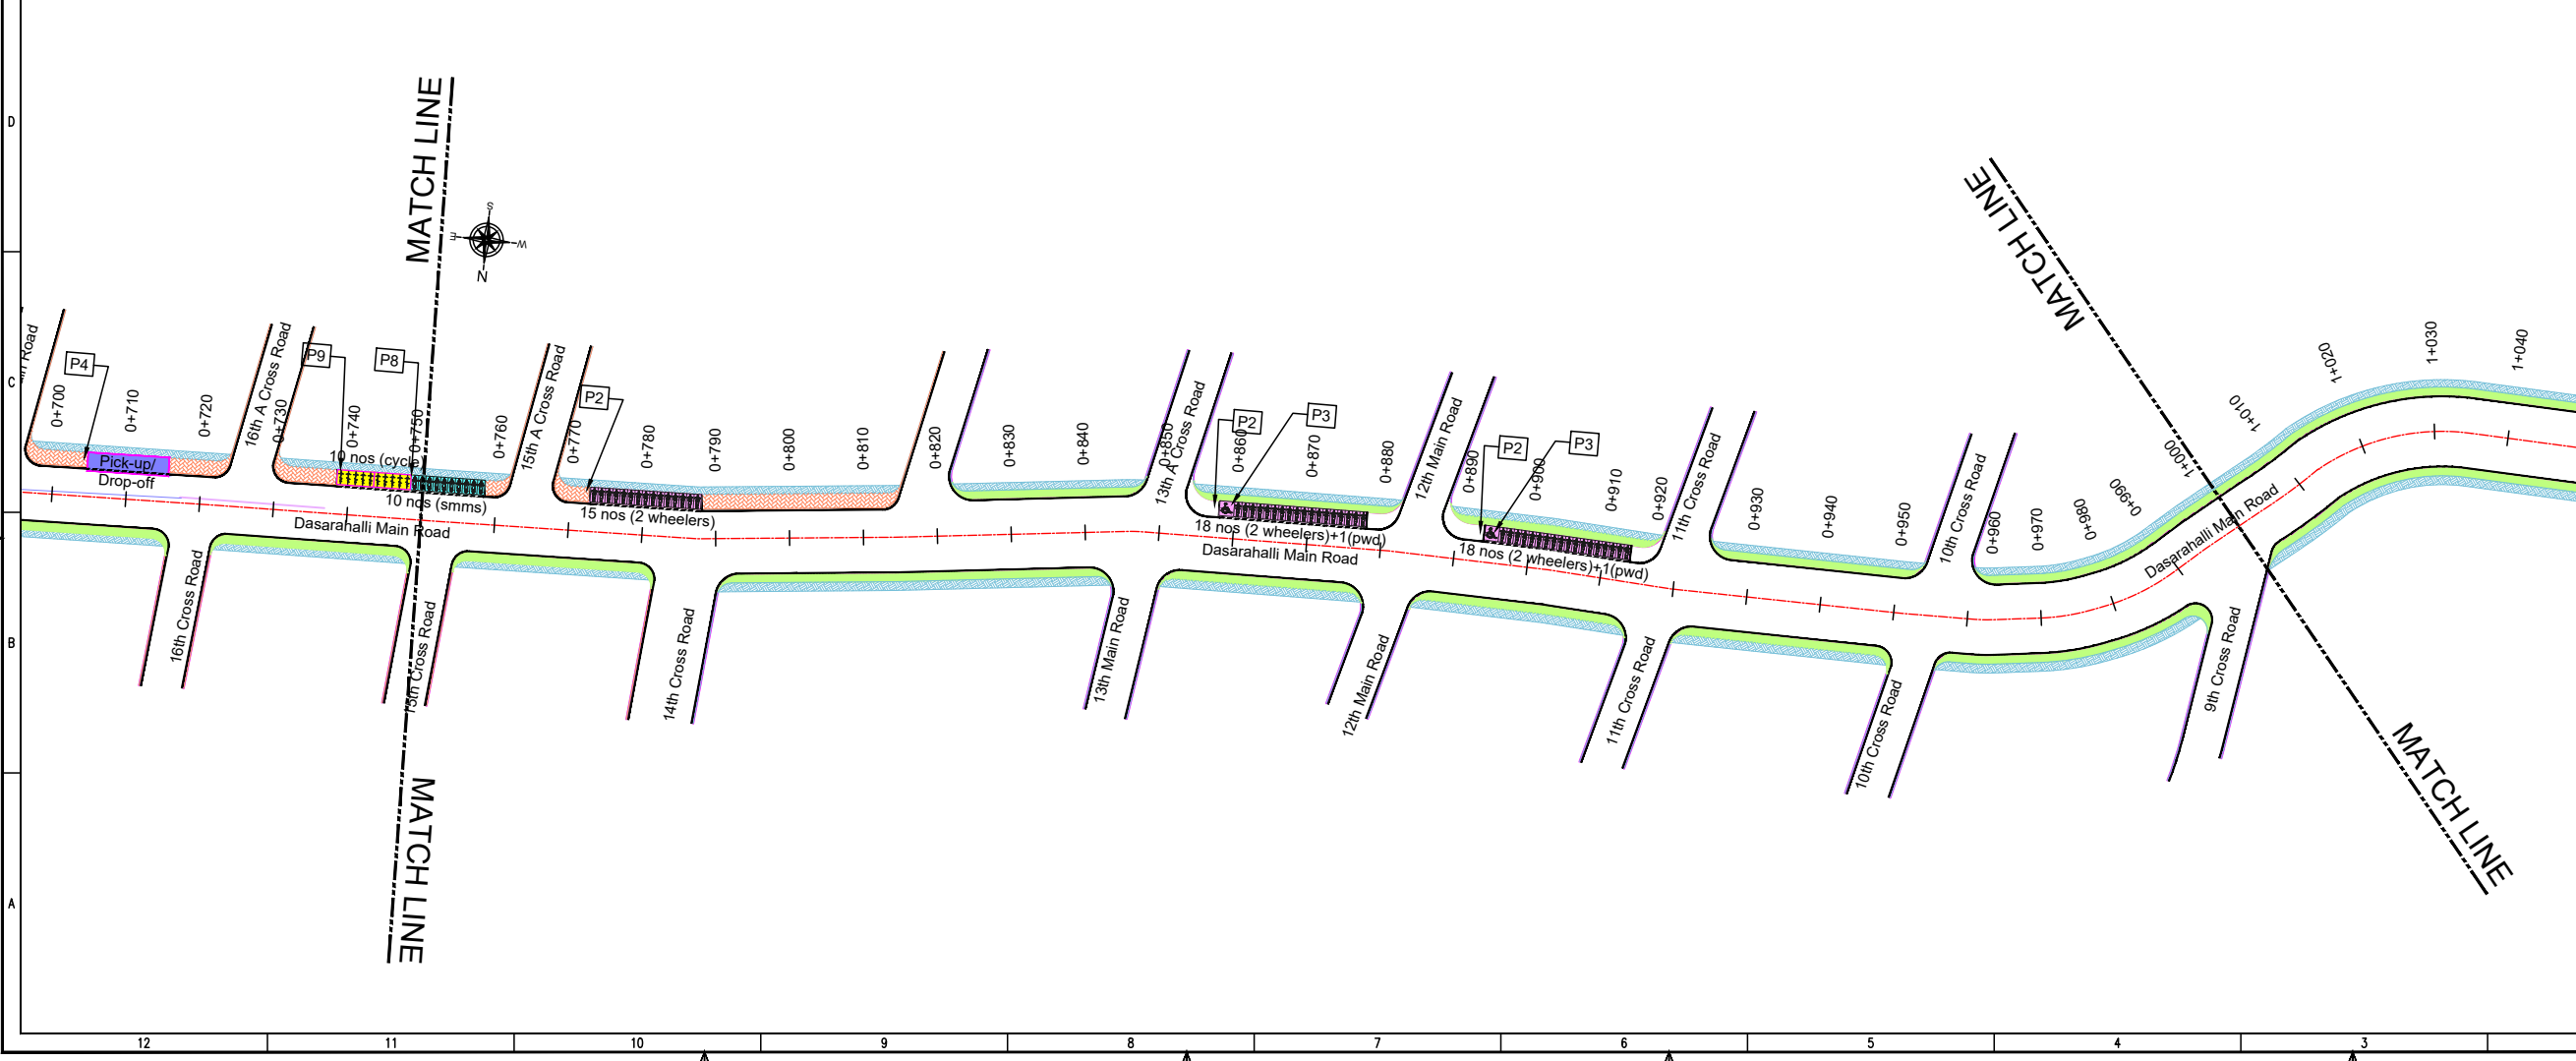 D
C
B
A
MATCH LINE
MATCH LINE
S
E
W
N
Road
P4
0+700
0+710
0+720
16th A Cross Road
0+730
P9
P8
0+740
0+750
0+760
15th A Cross Road
P2
0+770
0+780
0+790
0+800
0+810
0+820
0+830
0+840
0+850
13th A Cross Road
P2
P3
0+860
0+870
0+880
12th Main Road
0+890
P2
P3
0+900
0+910
0+920
11th Cross Road
0+930
0+940
0+950
10th Cross Road
0+960
0+970
0+980
0+990
1+000
1+010
1+020
1+030
1+040
Pick-up/
Drop-off
10 nos (cycle)
10 nos (smms)
15 nos (2 wheelers)
18 nos (2 wheelers)+1(pwd)
18 nos (2 wheelers)+1(pwd)
Dasarahalli Main Road
Dasarahalli Main Road
Dasarahalli Main Road
16th Cross Road
15th Cross Road
14th Cross Road
13th Main Road
12th Main Road
11th Cross Road
10th Cross Road
9th Cross Road
MATCH LINE
MATCH LINE
12
11
10
9
8
7
6
5
4
3